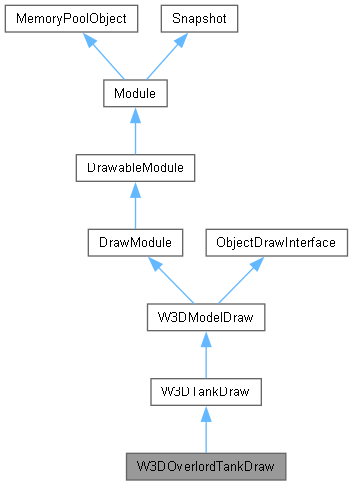 MemoryPoolObject
Snapshot
Module
DrawableModule
DrawModule
ObjectDrawInterface
W3DModelDraw
W3DTankDraw
W3DOverlordTankDraw